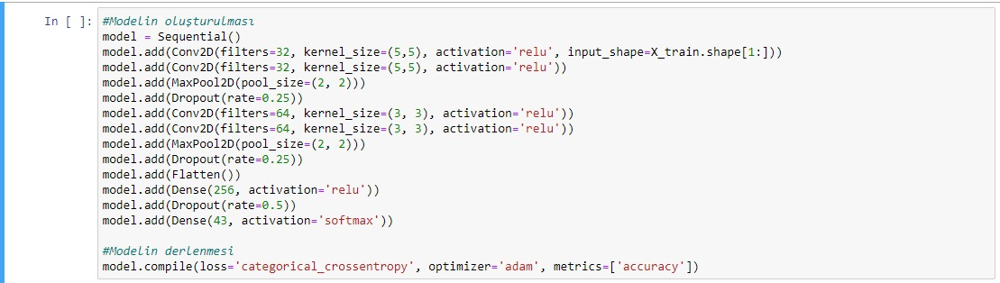 In [ ]: #Modelin oluşturulması
model = Sequential()
model.add(Conv2D(filters=32, kernel_size=(5,5), activation='relu', input_shape=X_train.shape[1:]))
model.add(Conv2D(filters=32, kernel_size=(5,5), activation='relu'))
model.add(MaxPool2D(pool_size=(2, 2)))
model.add(Dropout(rate=0.25))
model.add(Conv2D(filters=64, kernel_size=(3, 3), activation='relu'))
model.add(Conv2D(filters=64, kernel_size=(3, 3), activation='relu'))
model.add(MaxPool2D(pool_size=(2, 2)))
model.add(Dropout(rate=0.25))
model.add(Flatten())
model.add(Dense(256, activation='relu'))
model.add(Dropout(rate=0.5))
model.add(Dense(43, activation='softmax'))
#Modelin derlenmesi
model.compile(loss='categorical_crossentropy', optimizer='adam', metrics=['accuracy'])